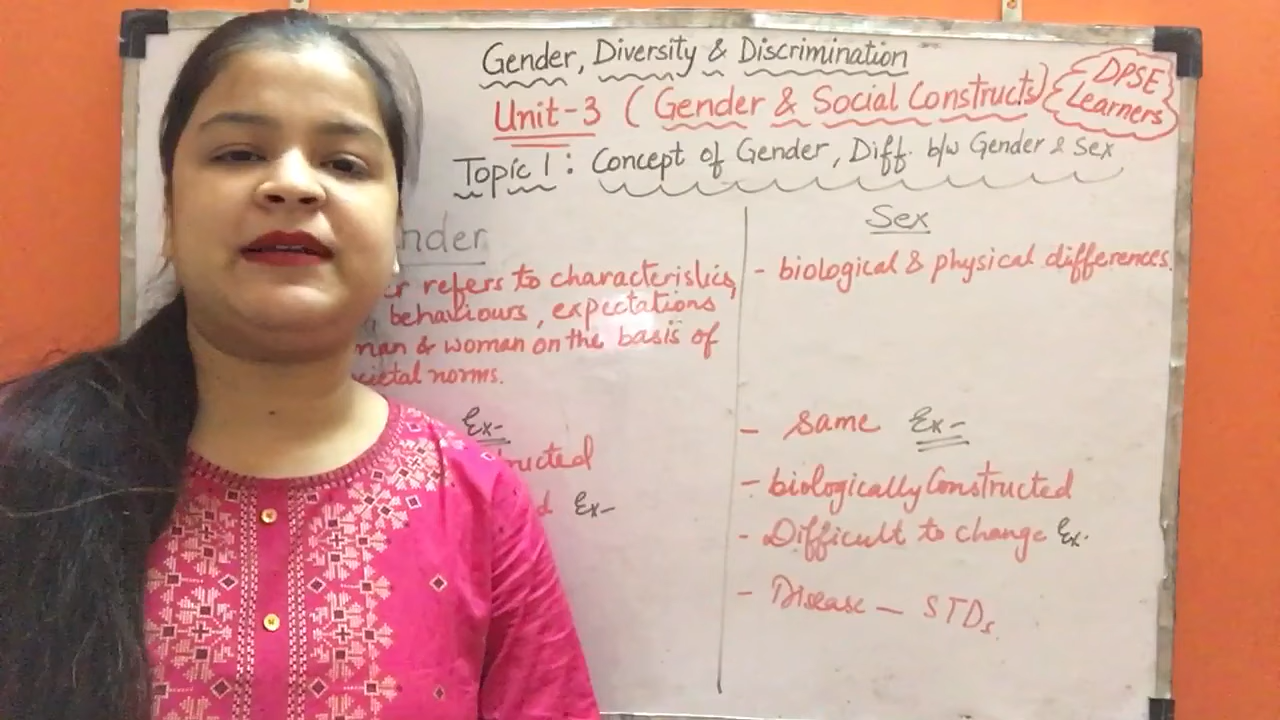 Gender, Diversity & Discrimination
Unit-3 (Gender & Social Constructs)
DPSE
Learners
Topic 1: Concept of Gender, Diff. b/w Gender & Sex
nder
er refers to characteristics,
behaviours, expectations
man & woman on the basis of
cietal norms.
Ex-
ructed
d Ex-
Sex
- biological & physical differences.
- Same Ex-
- biologically Constructed
- Difficult to change Ex.
- Disease - STDs